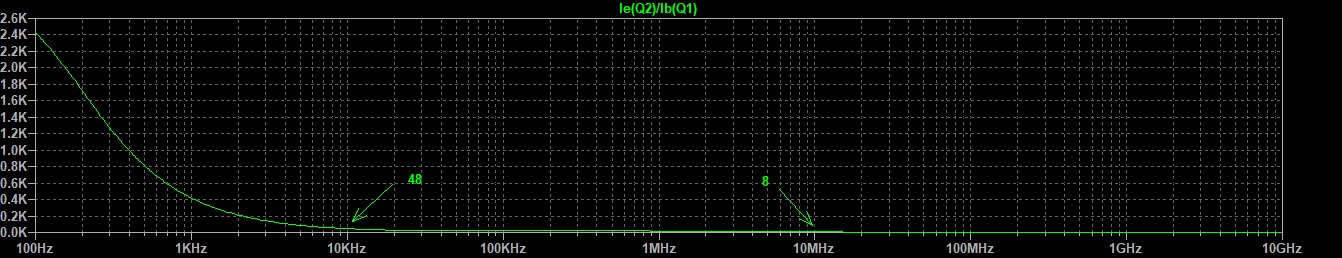 Ie(Q2)/Ib(Q1)
2.6K
2.4K
2.2K
2.0K
1.8K
1.6K
1.4K
1.2K
1.0K
0.8K
0.6K
0.4K
0.2K
0.0K
48
8
100Hz 1KHz 10KHz 100KHz 1MHz 10MHz 100MHz 1GHz 10GHz